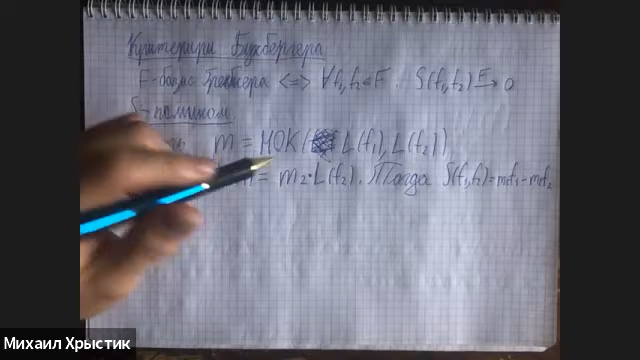 Критерий Бухбергера
F-базис Грёбнера <=> ∀ f₁,f₂ ∈ F S(f₁,f₂) →F 0
S-полином.
m = НОК( L(f₁), L(f₂))
= m₂·L(f₂). Тогда S(f₁,f₂)=m₁f₁-m₂f₂
Михаил Хрыстик